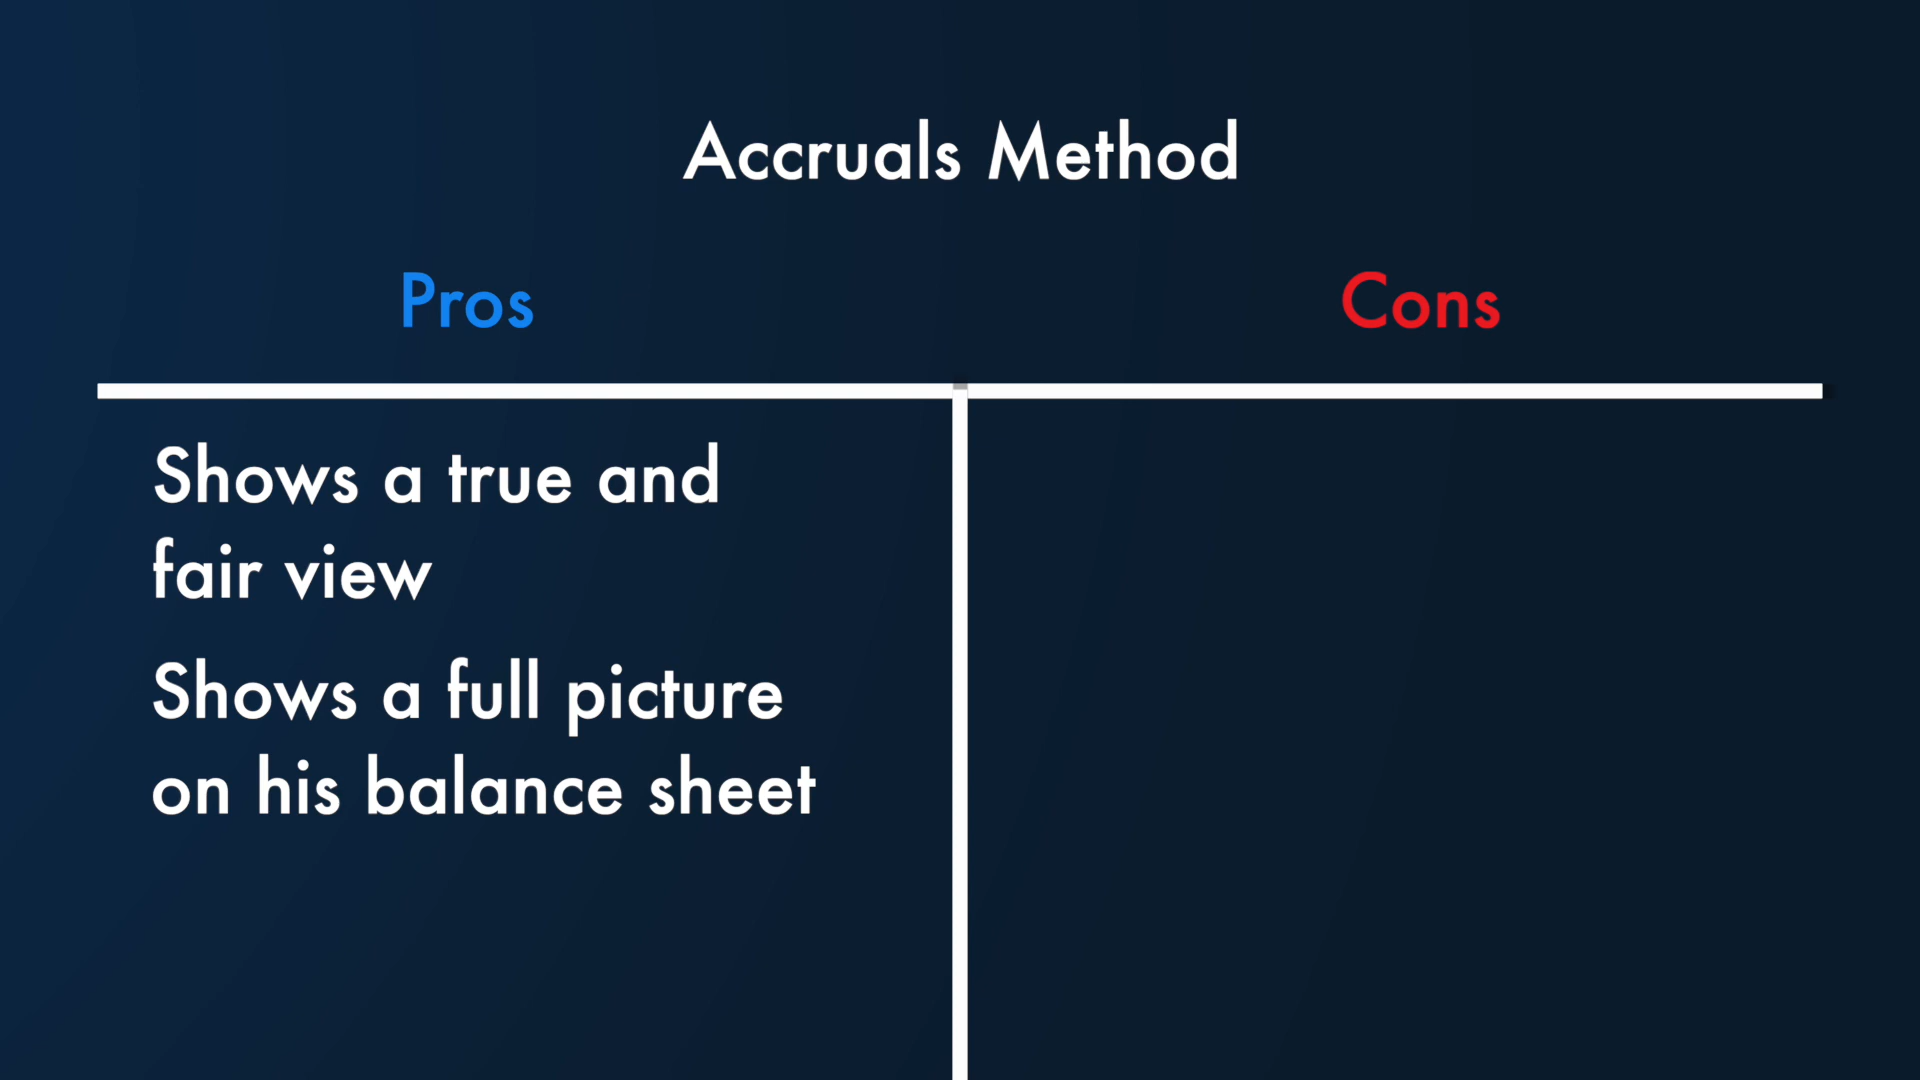 Accruals Method
Pros
Cons
Shows a true and
fair view
Shows a full picture
on his balance sheet